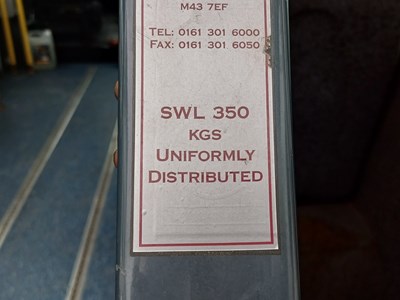 M43 7EF
TEL: 0161 301 6000
FAX: 0161 301 6050
SWL 350
KGS
UNIFORMLY
DISTRIBUTED